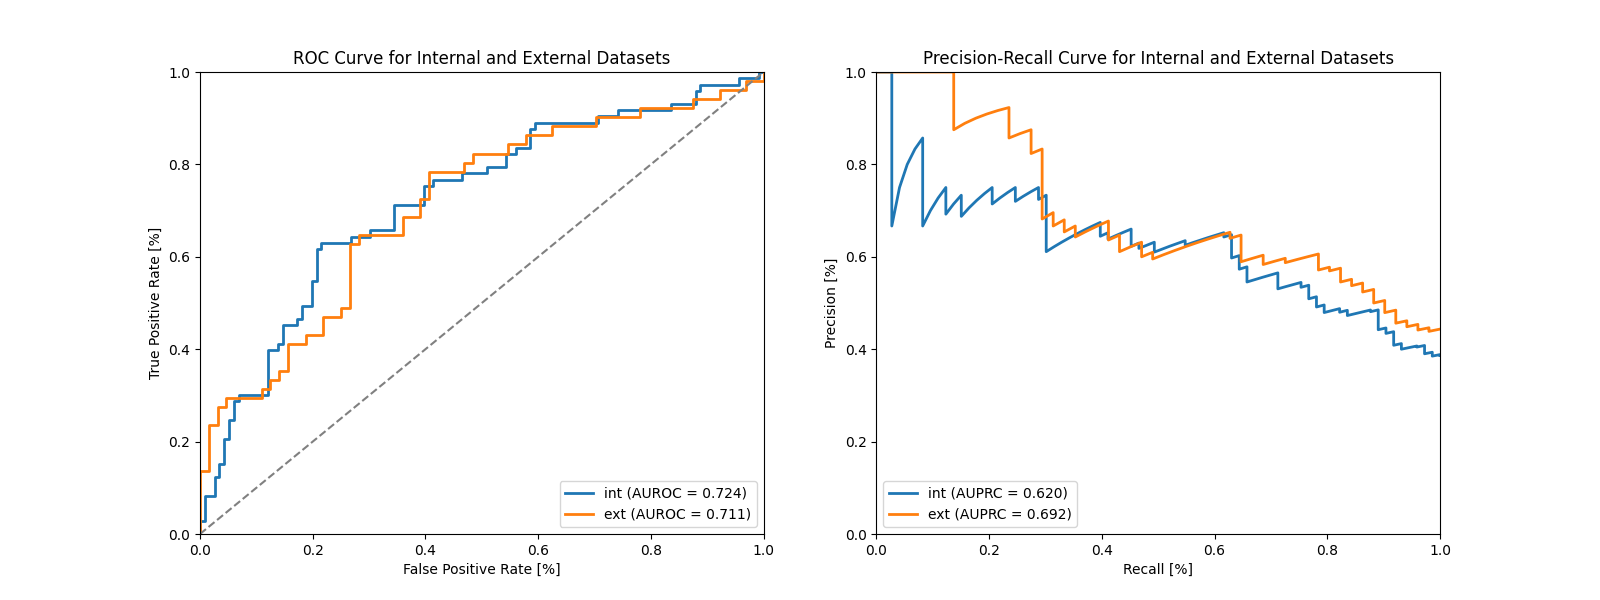 ROC Curve for Internal and External Datasets
1.0
0.8
0.6
0.4
0.2
0.0
True Positive Rate [%]
0.0 0.2 0.4 0.6 0.8 1.0
False Positive Rate [%]
int (AUROC = 0.724)
ext (AUROC = 0.711)
Precision-Recall Curve for Internal and External Datasets
1.0
0.8
0.6
0.4
0.2
0.0
Precision [%]
0.0 0.2 0.4 0.6 0.8 1.0
Recall [%]
int (AUPRC = 0.620)
ext (AUPRC = 0.692)